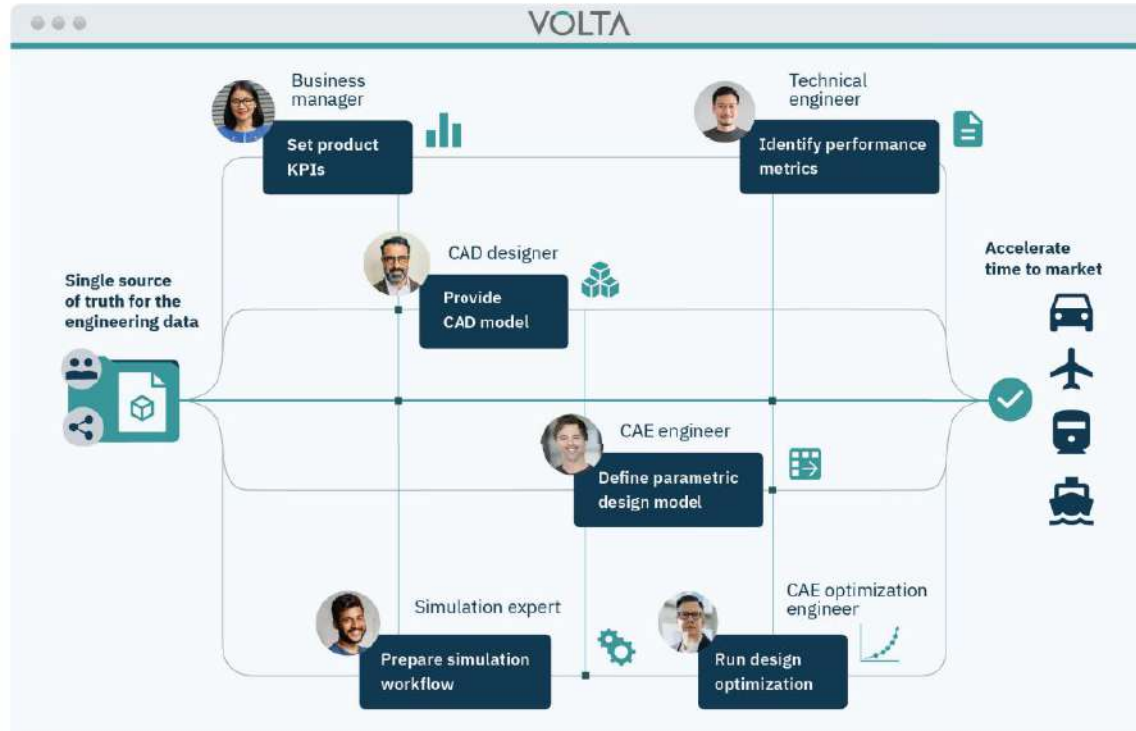 VOLTA
Business
manager
Set product
KPIs
Technical
engineer
Identify performance
metrics
CAD designer
Provide
CAD model
Single source
of truth for the
engineering data
Accelerate
time to market
CAE engineer
Define parametric
design model
Simulation expert
Prepare simulation
workflow
CAE optimization
engineer
Run design
optimization